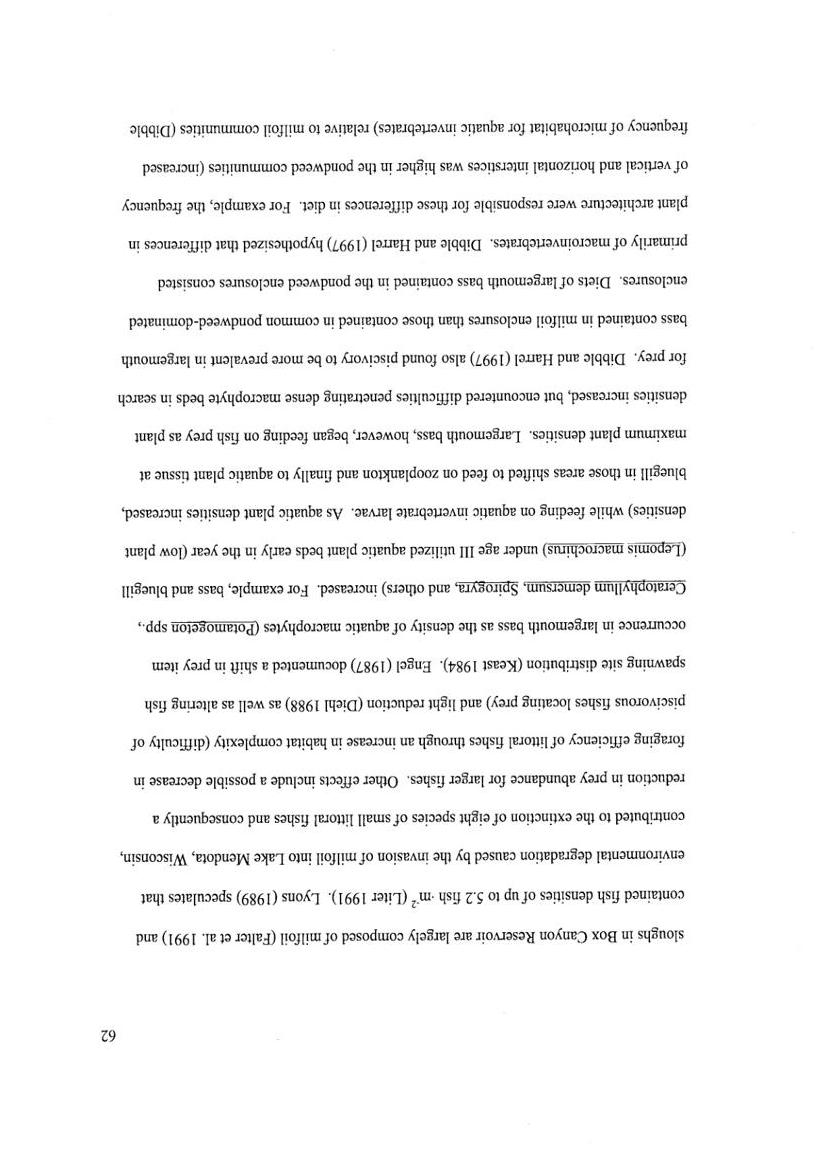 62
sloughs in Box Canyon Reservoir are largely composed of milfoil (Falter et al. 1991) and
contained fish densities of up to 5.2 fish ·m⁻² (Liter 1991). Lyons (1989) speculates that
environmental degradation caused by the invasion of milfoil into Lake Mendota, Wisconsin,
contributed to the extinction of eight species of small littoral fishes and consequently a
reduction in prey abundance for larger fishes. Other effects include a possible decrease in
foraging efficiency of littoral fishes through an increase in habitat complexity (difficulty of
piscivorous fishes locating prey) and light reduction (Diehl 1988) as well as altering fish
spawning site distribution (Keast 1984). Engel (1987) documented a shift in prey item
occurrence in largemouth bass as the density of aquatic macrophytes (Potamogeton spp.,
Ceratophyllum demersum, Spirogyra, and others) increased. For example, bass and bluegill
(Lepomis macrochirus) under age III utilized aquatic plant beds early in the year (low plant
densities) while feeding on aquatic invertebrate larvae. As aquatic plant densities increased,
bluegill in those areas shifted to feed on zooplankton and finally to aquatic plant tissue at
maximum plant densities. Largemouth bass, however, began feeding on fish prey as plant
densities increased, but encountered difficulties penetrating dense macrophyte beds in search
for prey. Dibble and Harrel (1997) also found piscivory to be more prevalent in largemouth
bass contained in milfoil enclosures than those contained in common pondweed-dominated
enclosures. Diets of largemouth bass contained in the pondweed enclosures consisted
primarily of macroinvertebrates. Dibble and Harrel (1997) hypothesized that differences in
plant architecture were responsible for these differences in diet. For example, the frequency
of vertical and horizontal interstices was higher in the pondweed communities (increased
frequency of microhabitat for aquatic invertebrates) relative to milfoil communities (Dibble